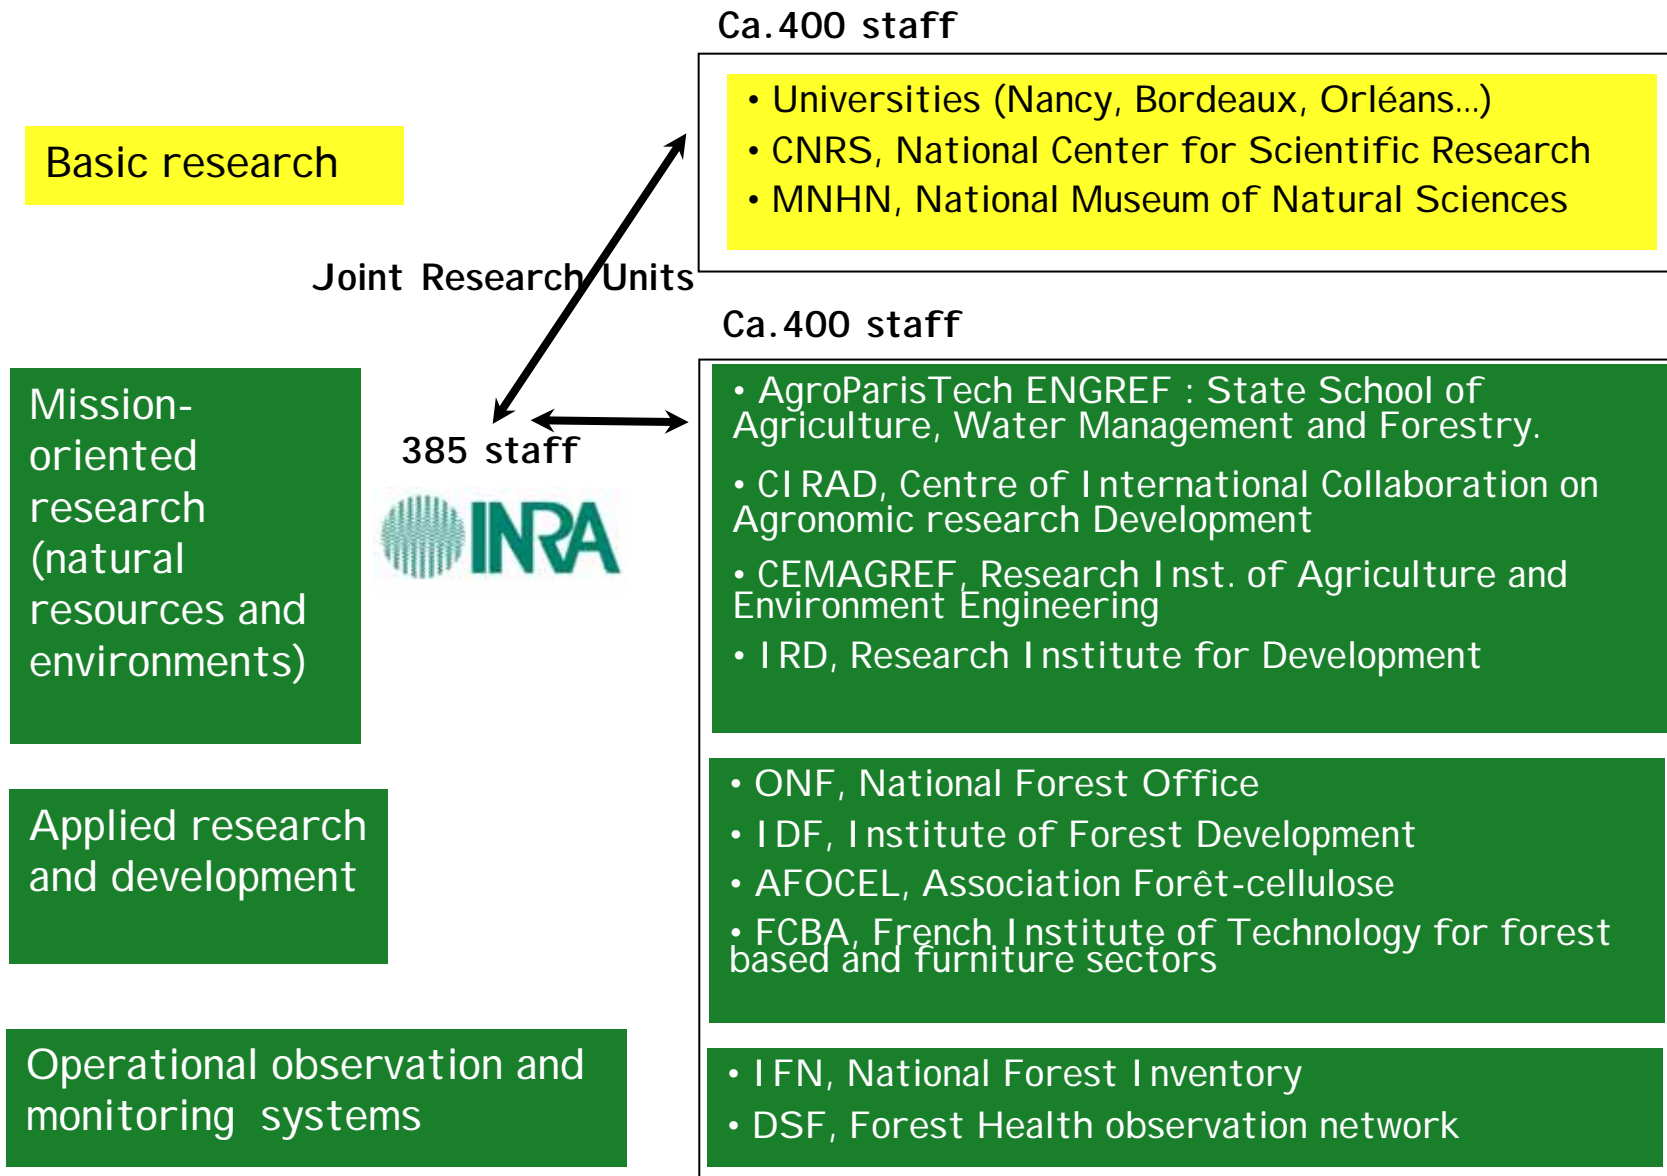 Ca.400 staff
• Universities (Nancy, Bordeaux, Orléans...)
• CNRS, National Center for Scientific Research
• MNHN, National Museum of Natural Sciences
Basic research
Joint Research Units
Ca.400 staff
Mission-
oriented
research
(natural
resources and
environments)
385 staff
INRA
• AgroParisTech ENGREF : State School of
Agriculture, Water Management and Forestry.
• CIRAD, Centre of International Collaboration on
Agronomic research Development
• CEMAGREF, Research Inst. of Agriculture and
Environment Engineering
• IRD, Research Institute for Development
Applied research
and development
• ONF, National Forest Office
• IDF, Institute of Forest Development
• AFOCEL, Association Forêt-cellulose
• FCBA, French Institute of Technology for forest
based and furniture sectors
Operational observation and
monitoring systems
• IFN, National Forest Inventory
• DSF, Forest Health observation network